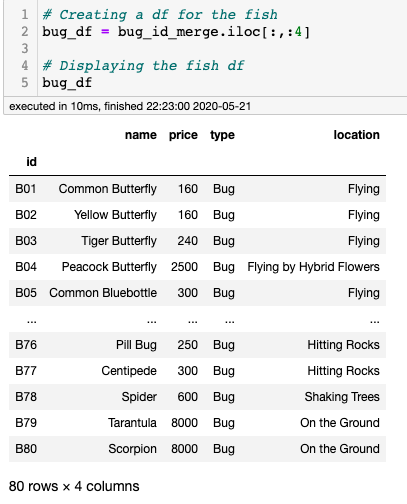 1 # Creating a df for the fish
2 bug_df = bug_id_merge.iloc[:,:4]
3
4 # Displaying the fish df
5 bug_df
executed in 10ms, finished 22:23:00 2020-05-21
name price type location
id
B01 Common Butterfly 160 Bug Flying
B02 Yellow Butterfly 160 Bug Flying
B03 Tiger Butterfly 240 Bug Flying
B04 Peacock Butterfly 2500 Bug Flying by Hybrid Flowers
B05 Common Bluebottle 300 Bug Flying
... ... ... ... ...
B76 Pill Bug 250 Bug Hitting Rocks
B77 Centipede 300 Bug Hitting Rocks
B78 Spider 600 Bug Shaking Trees
B79 Tarantula 8000 Bug On the Ground
B80 Scorpion 8000 Bug On the Ground
80 rows × 4 columns